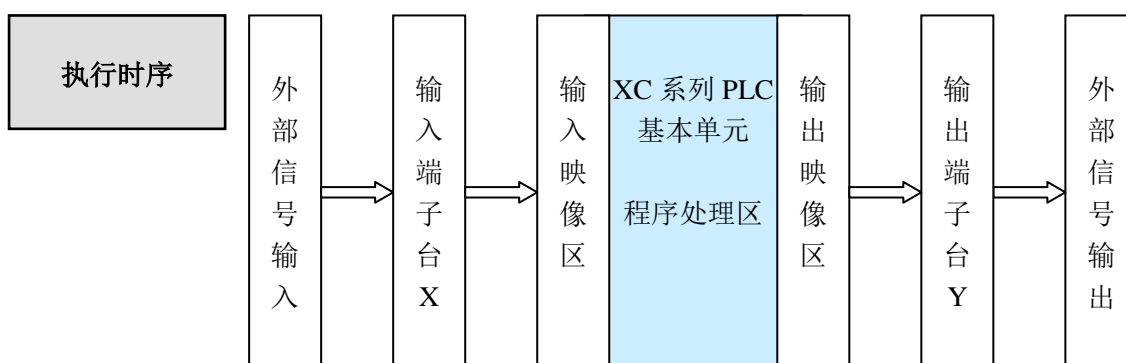 执行时序
外部信号输入
输入端子台X
输入映像区
XC 系列 PLC
基本单元
程序处理区
输出映像区
输出端子台Y
外部信号输出